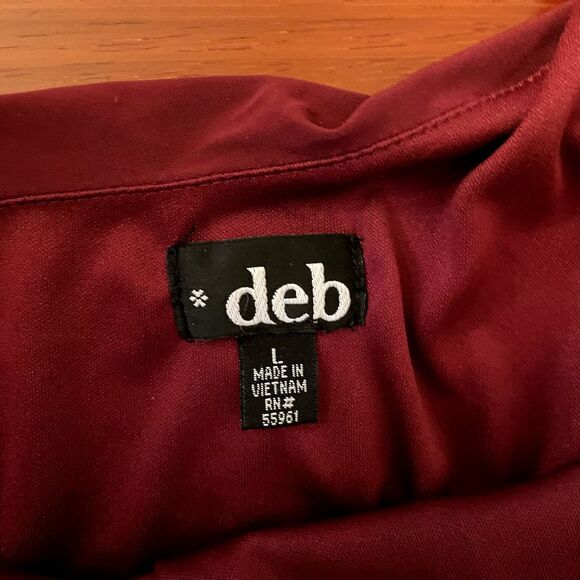 * deb
L
MADE IN
VIETNAM
RN#
55961